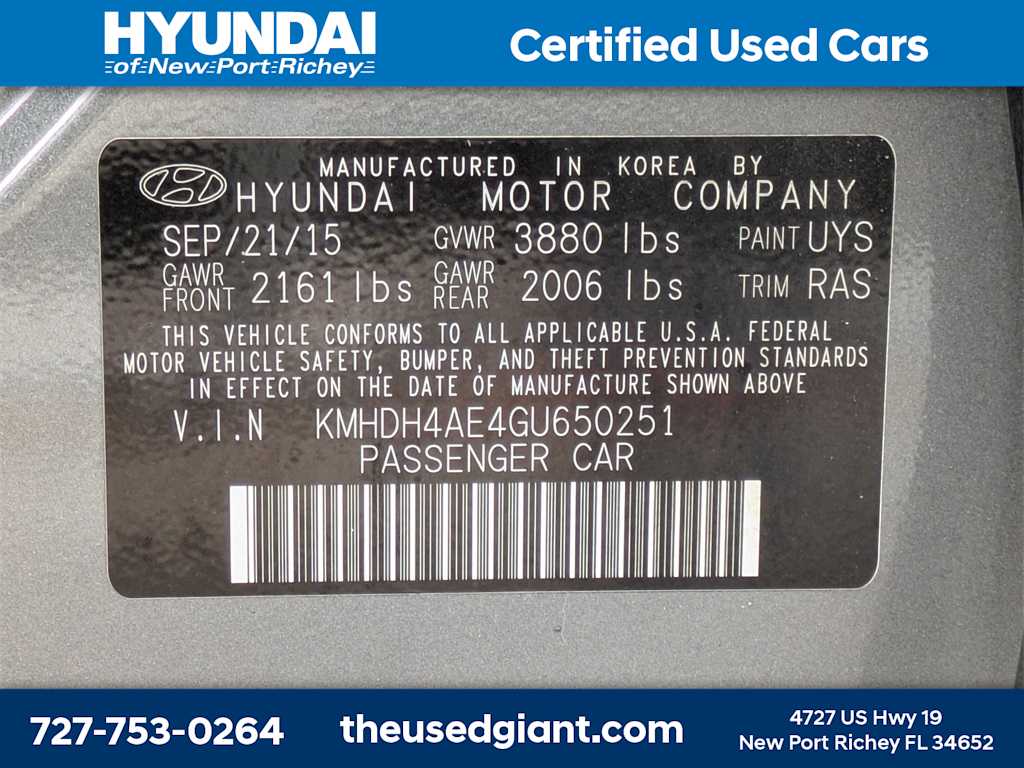 HYUNDAI
of New Port Richey
Certified Used Cars
MANUFACTURED IN KOREA BY
HYUNDAI MOTOR COMPANY
SEP/21/15 GVWR 3880 lbs PAINT UYS
GAWR FRONT 2161 lbs GAWR REAR 2006 lbs TRIM RAS
THIS VEHICLE CONFORMS TO ALL APPLICABLE U.S.A. FEDERAL
MOTOR VEHICLE SAFETY, BUMPER, AND THEFT PREVENTION STANDARDS
IN EFFECT ON THE DATE OF MANUFACTURE SHOWN ABOVE
V.I.N KMHDH4AE4GU650251
PASSENGER CAR
727-753-0264
theusedgiant.com
4727 US Hwy 19
New Port Richey FL 34652